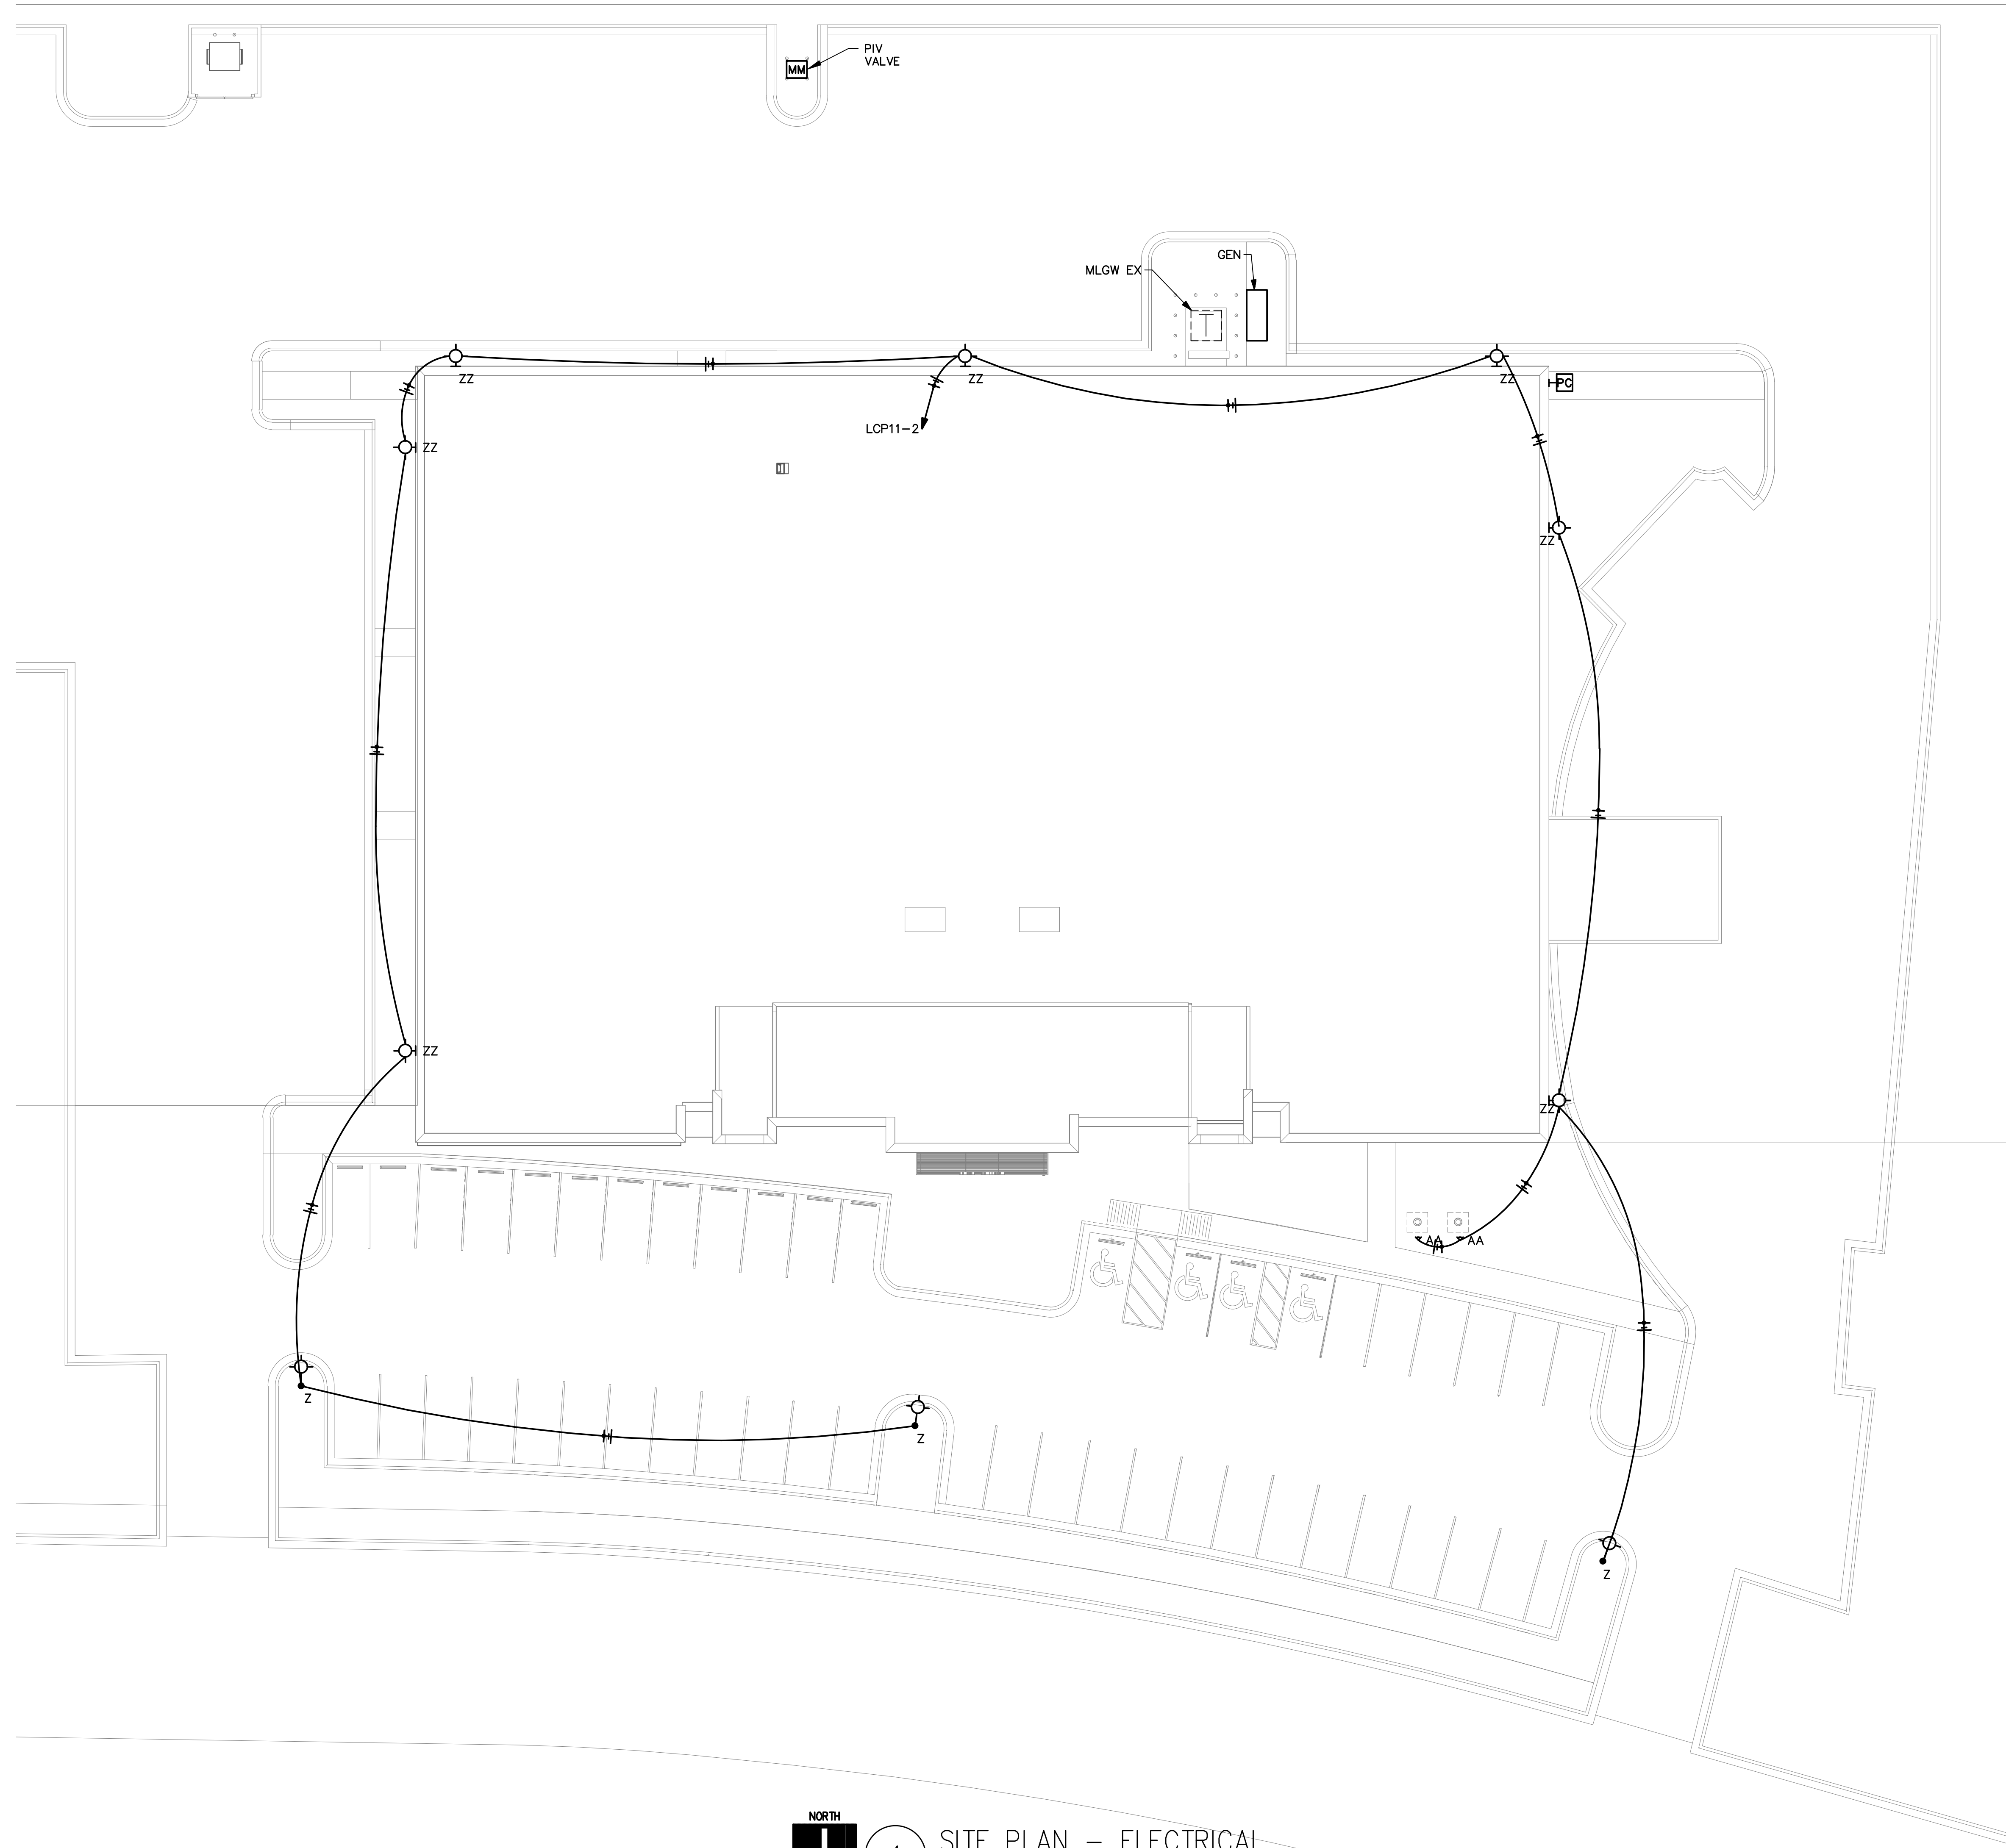 PIV
VALVE
MM
GEN
MLGW EX
T
ZZ
ZZ
ZZ
PC
LCP11-2
ZZ
ZZ
ZZ
ZZ
AA
AA
Z
Z
Z
NORTH
SITE PLAN - ELECTRICAL